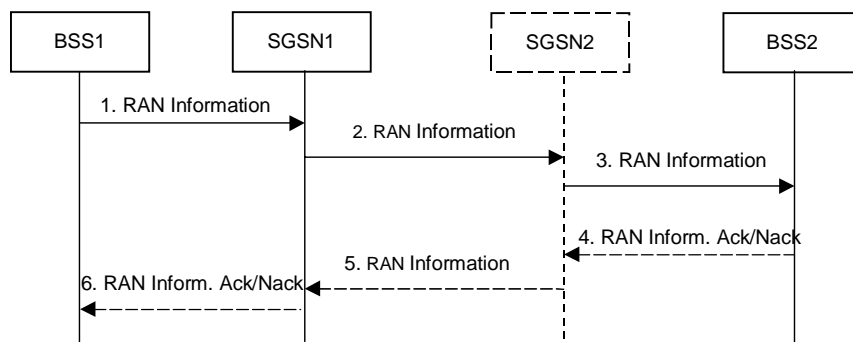 BSS1
SGSN1
SGSN2
BSS2
1. RAN Information
2. RAN Information
3. RAN Information
4. RAN Inform. Ack/Nack
5. RAN Information
6. RAN Inform. Ack/Nack